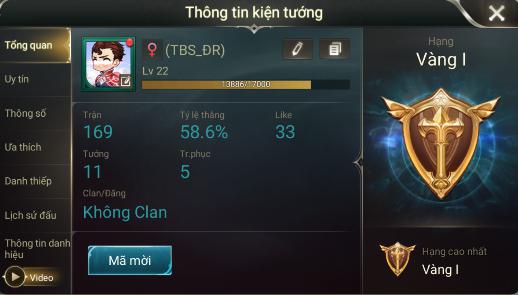 Thông tin kiện tướng
Tổng quan
Uy tín
Thông số
Ưa thích
Danh thiếp
Lịch sử đấu
Thông tin danh hiệu
Video
(TBS_ĐR)
Lv 22
13886/17000
Trận
Tỷ lệ thắng
Like
169
58.6%
33
Tướng
Tr.phục
11
5
Clan/Đảng
Không Clan
Mã mời
Hạng
Vàng I
Hạng cao nhất
Vàng I